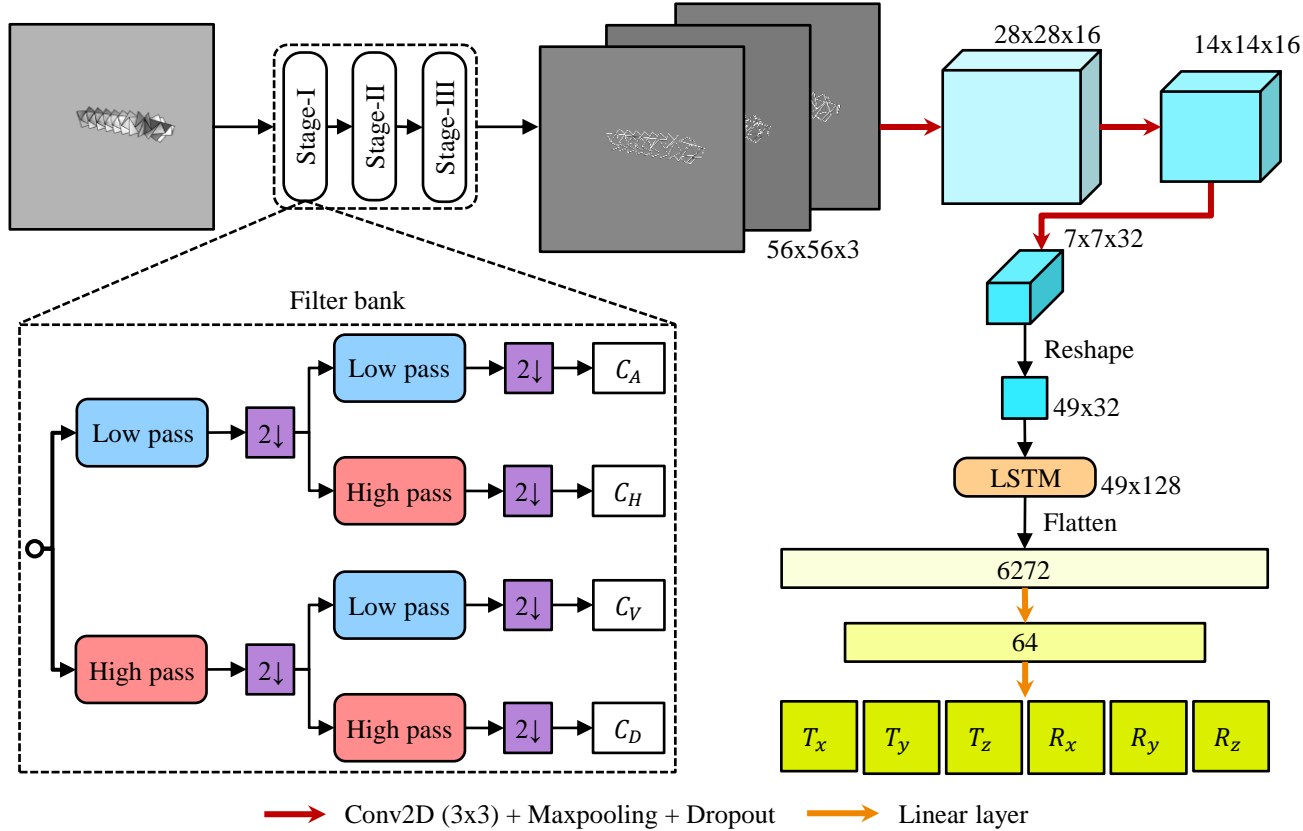 Stage-I
Stage-II
Stage-III
56x56x3
28x28x16
14x14x16
7x7x32
Reshape
49x32
LSTM
49x128
Flatten
6272
64
T_x T_y T_z R_x R_y R_z
Filter bank
Low pass 2↓ C_A
Low pass 2↓
High pass 2↓ C_H
Low pass 2↓ C_V
High pass 2↓
High pass 2↓ C_D
Conv2D (3x3) + Maxpooling + Dropout
Linear layer